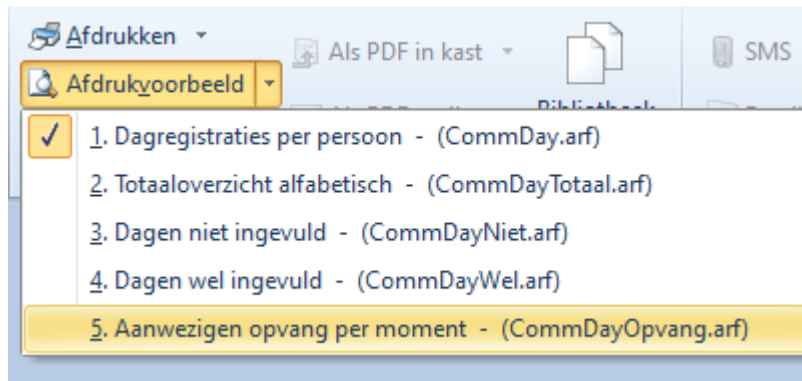 Afdrukken
Als PDF in kast
SMS
Afdrukvoorbeeld
Bibliotheek
1. Dagregistraties per persoon - (CommDay.arf)
2. Totaaloverzicht alfabetisch - (CommDayTotaal.arf)
3. Dagen niet ingevuld - (CommDayNiet.arf)
4. Dagen wel ingevuld - (CommDayWel.arf)
5. Aanwezigen opvang per moment - (CommDayOpvang.arf)